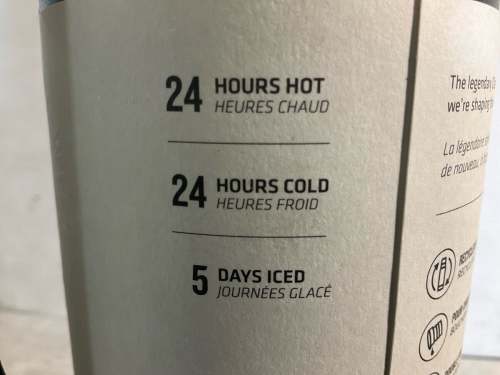 24 HOURS HOT
HEURES CHAUD
24 HOURS COLD
HEURES FROID
5 DAYS ICED
JOURNÉES GLACÉ
The legendary
we're shaping
La légendaire
de nouveau,